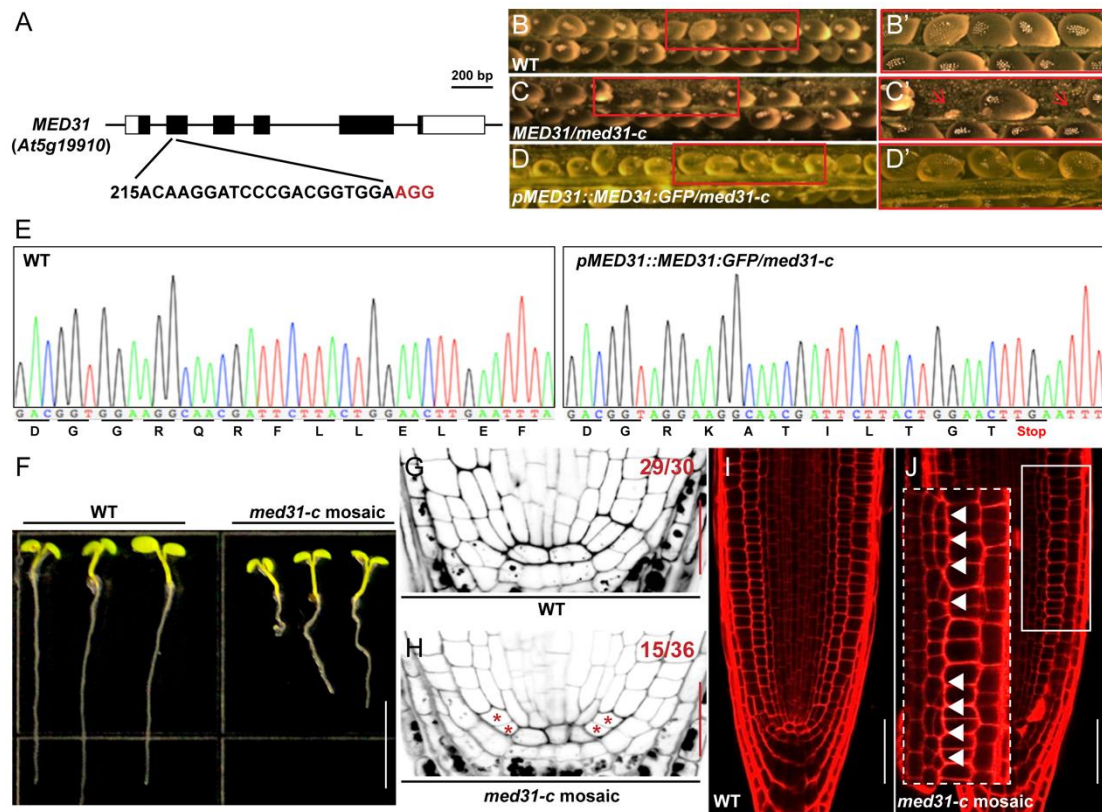 A
200 bp
MED31
(At5g19910)
215ACAAGGATCCCGACGGTGGAAGG
B
WT
B’
C
MED31/med31-c
C’
D
pMED31::MED31:GFP/med31-c
D’
E
WT
GACGGTGGAAGGCAACGATTCTTACTGGAACTTGAATTTA
D G G R Q R F L L E L E F
pMED31::MED31:GFP/med31-c
GACGGTAGGAAGGCAACGATTCTTACTGGAACTTGAATTT
D G R K A T I L T G T Stop
F
WT
med31-c mosaic
G
29/30
WT
H
15/36
**
**
med31-c mosaic
I
WT
J
med31-c mosaic